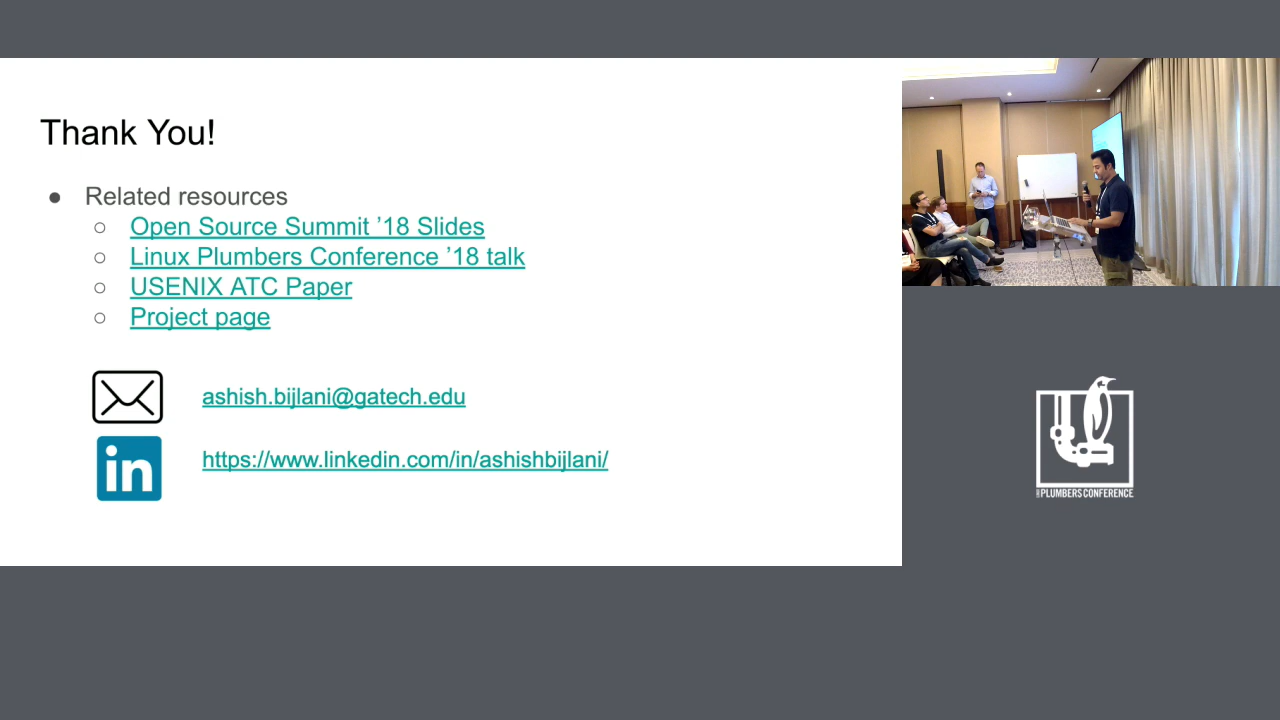 Thank You!
● Related resources
○ Open Source Summit ’18 Slides
○ Linux Plumbers Conference ’18 talk
○ USENIX ATC Paper
○ Project page
ashish.bijlani@gatech.edu
in
https://www.linkedin.com/in/ashishbijlani/
PLUMBERS CONFERENCE